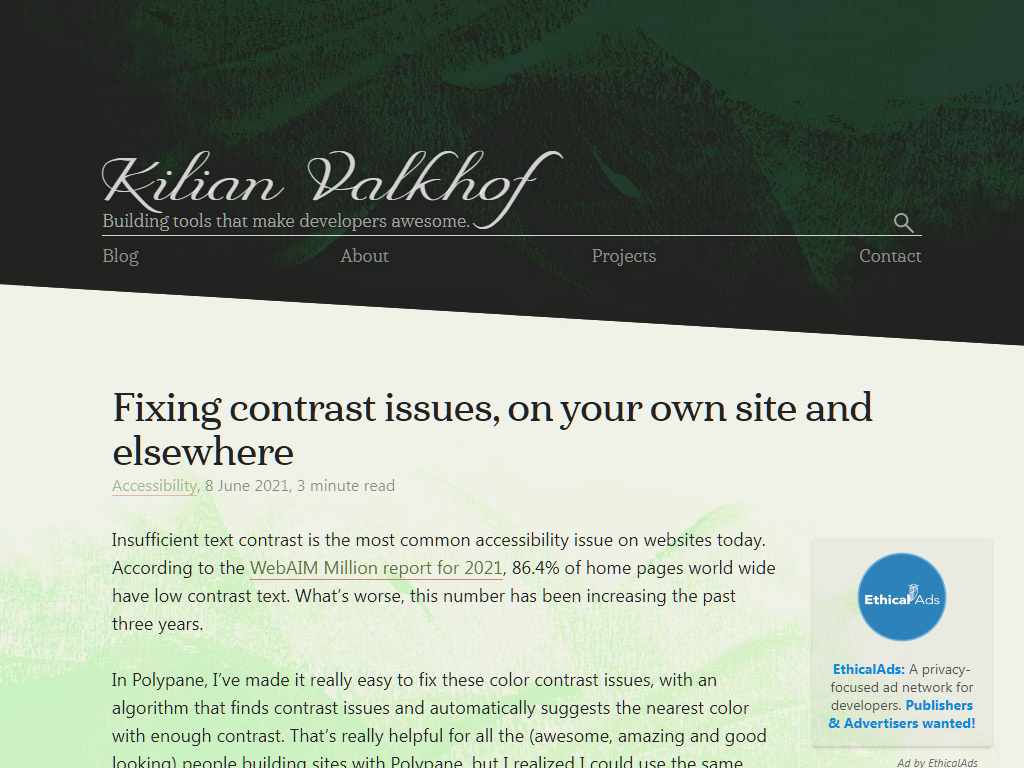 Kilian Valkhof
Building tools that make developers awesome.
Blog
About
Projects
Contact
Fixing contrast issues, on your own site and
elsewhere
Accessibility, 8 June 2021, 3 minute read
Insufficient text contrast is the most common accessibility issue on websites today.
According to the WebAIM Million report for 2021, 86.4% of home pages world wide
have low contrast text. What’s worse, this number has been increasing the past
three years.
In Polypane, I’ve made it really easy to fix these color contrast issues, with an
algorithm that finds contrast issues and automatically suggests the nearest color
with enough contrast. That’s really helpful for all the (awesome, amazing and good
looking) people building sites with Polypane, but I realized I could use the same
EthicalAds
EthicalAds: A privacy-
focused ad network for
developers. Publishers
& Advertisers wanted!
Ad by EthicalAds